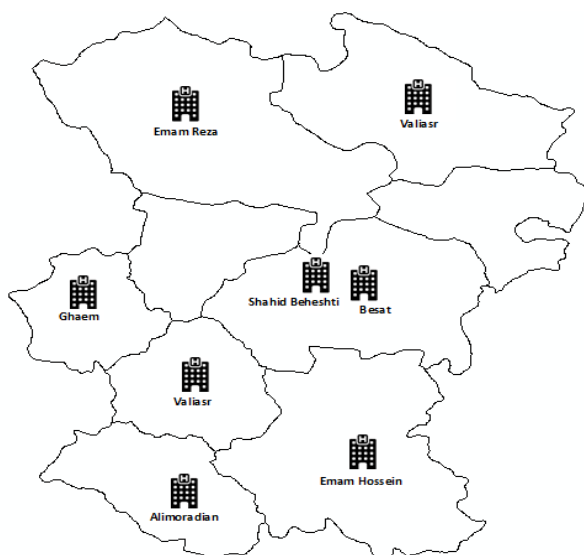 Emam Reza
Valiasr
Shahid Beheshti
Besat
Ghaem
Valiasr
Emam Hossein
Alimoradian